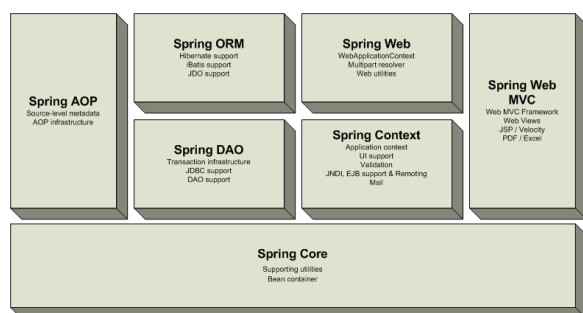 Spring AOP
Source-level metadata
AOP infrastructure
Spring ORM
Hibernate support
iBatis support
JDO support
Spring Web
WebApplicationContext
Multipart resolver
Web utilities
Spring Web
MVC
Web MVC Framework
Web Views
JSP / Velocity
PDF / Excel
Spring DAO
Transaction infrastructure
JDBC support
DAO support
Spring Context
Application context
UI support
Validation
JNDI, EJB support & Remoting
Mail
Spring Core
Supporting utilities
Bean container